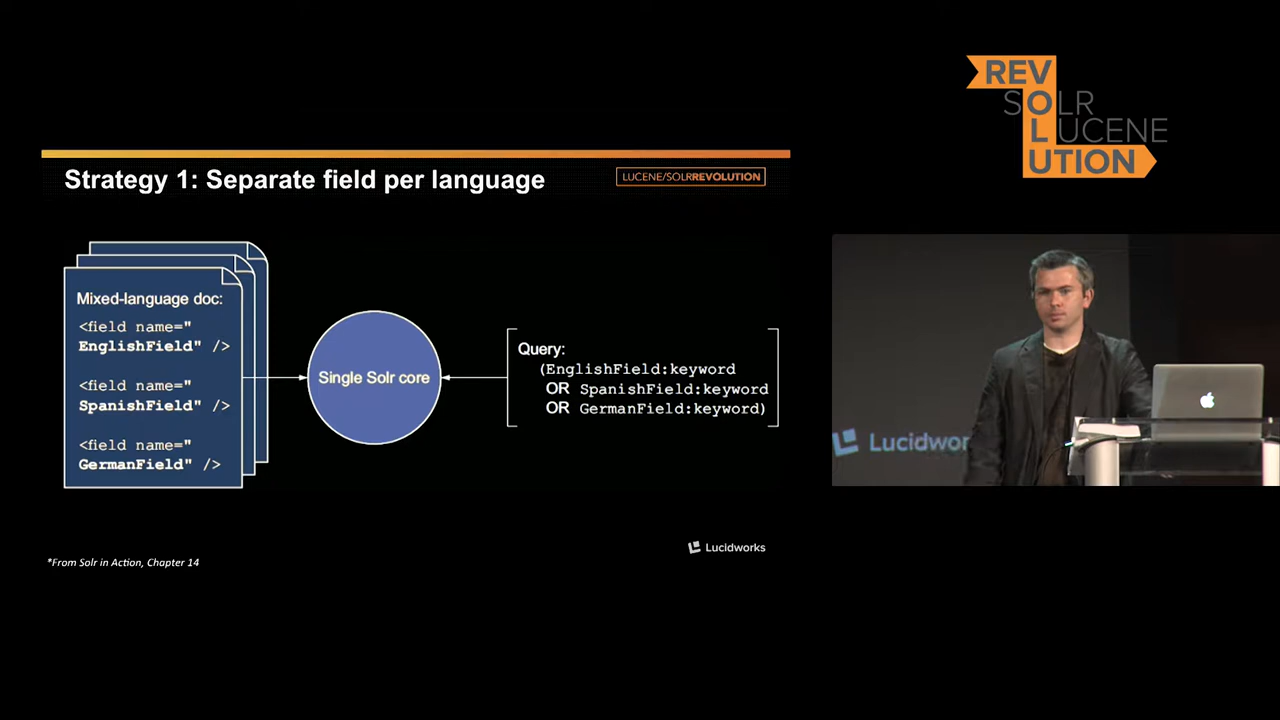 REV
SOLR
O
LUCENE
L
UTION
Strategy 1: Separate field per language
LUCENE/SOLRREVOLUTION
Mixed-language doc:
<field name="
EnglishField" />
<field name="
SpanishField" />
<field name="
GermanField" />
Single Solr core
Query:
(EnglishField:keyword
OR SpanishField:keyword
OR GermanField:keyword)
Lucidwor
Lucidworks
*From Solr in Action, Chapter 14